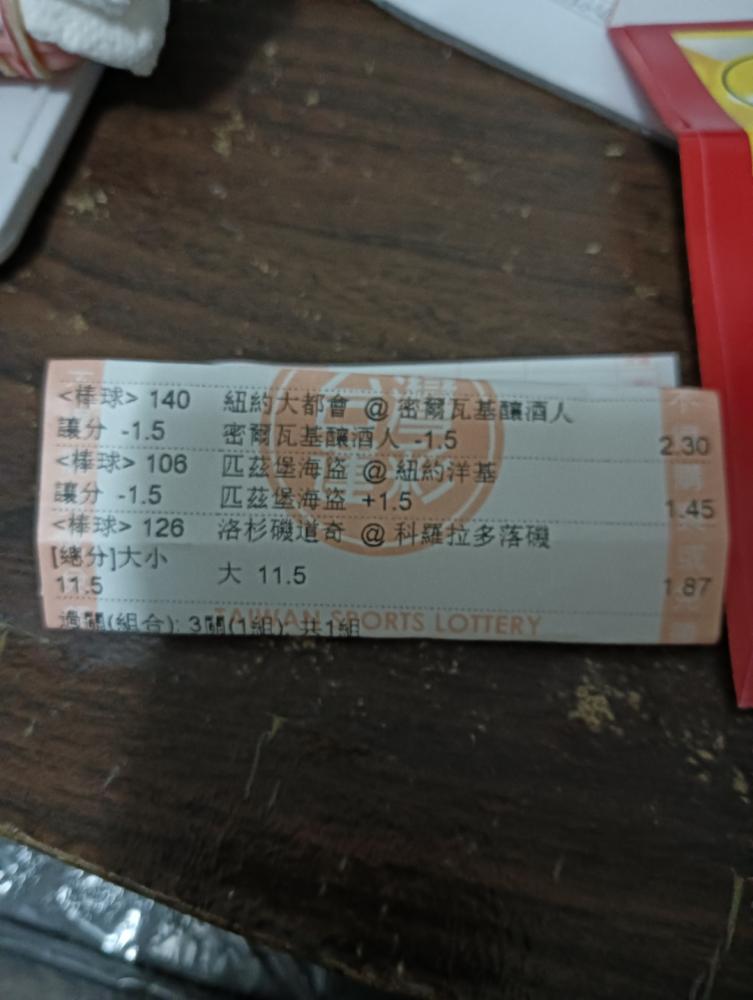 <棒球> 140 紐約大都會 @ 密爾瓦基釀酒人
讓分 -1.5 密爾瓦基釀酒人 -1.5 2.30
<棒球> 106 匹茲堡海盜 @ 紐約洋基
讓分 -1.5 匹茲堡海盜 +1.5 1.45
<棒球> 126 洛杉磯道奇 @ 科羅拉多落磯
[總分]大小
11.5 大 11.5 1.87
過關(組合): 3關(1組); 共1組
TAIWAN SPORTS LOTTERY